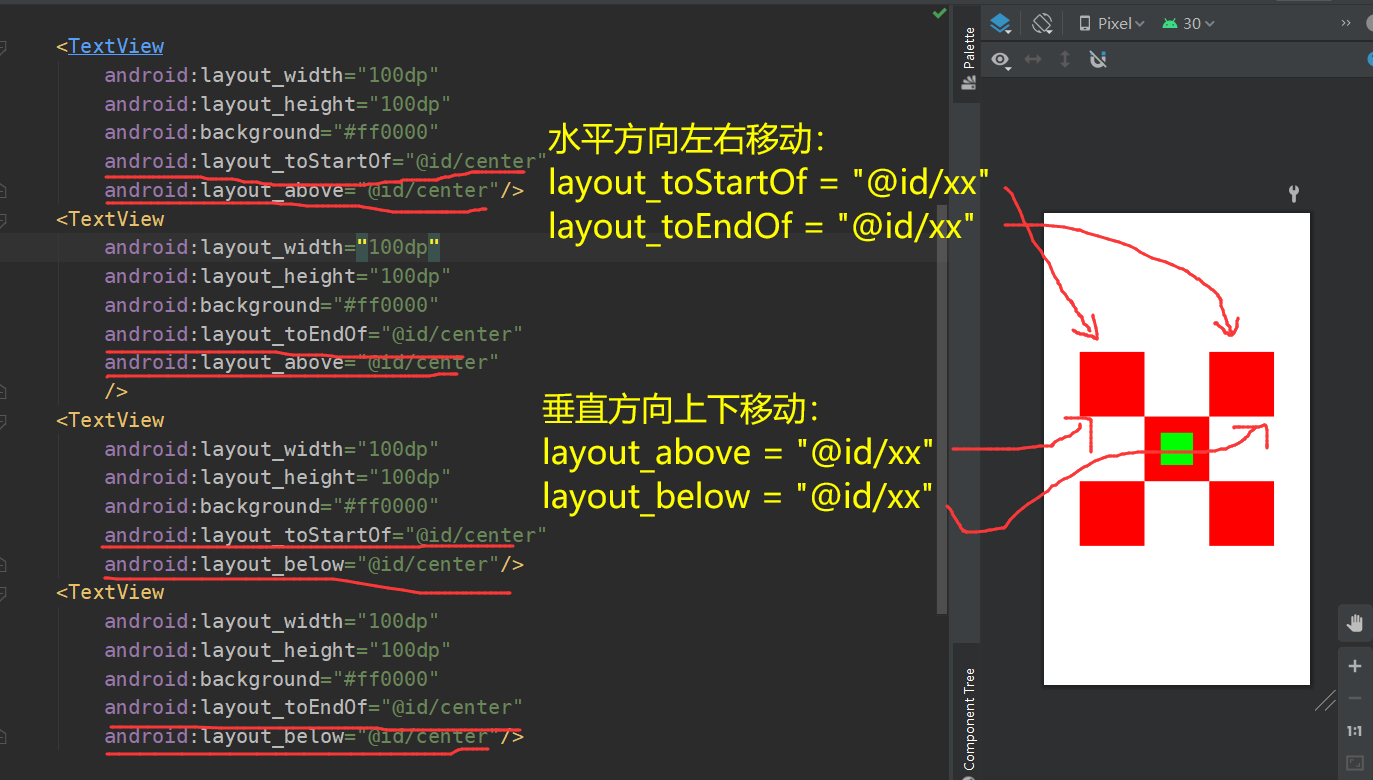 <TextView
android:layout_width="100dp"
android:layout_height="100dp"
android:background="#ff0000"
android:layout_toStartOf="@id/center"
android:layout_above="@id/center"/>
<TextView
android:layout_width="100dp"
android:layout_height="100dp"
android:background="#ff0000"
android:layout_toEndOf="@id/center"
android:layout_above="@id/center"
/>
<TextView
android:layout_width="100dp"
android:layout_height="100dp"
android:background="#ff0000"
android:layout_toStartOf="@id/center"
android:layout_below="@id/center"/>
<TextView
android:layout_width="100dp"
android:layout_height="100dp"
android:background="#ff0000"
android:layout_toEndOf="@id/center"
android:layout_below="@id/center"/>
水平方向左右移动：
layout_toStartOf = "@id/xx"
layout_toEndOf = "@id/xx"
垂直方向上下移动：
layout_above = "@id/xx"
layout_below = "@id/xx"
Palette
Component Tree
Pixel
30
1:1